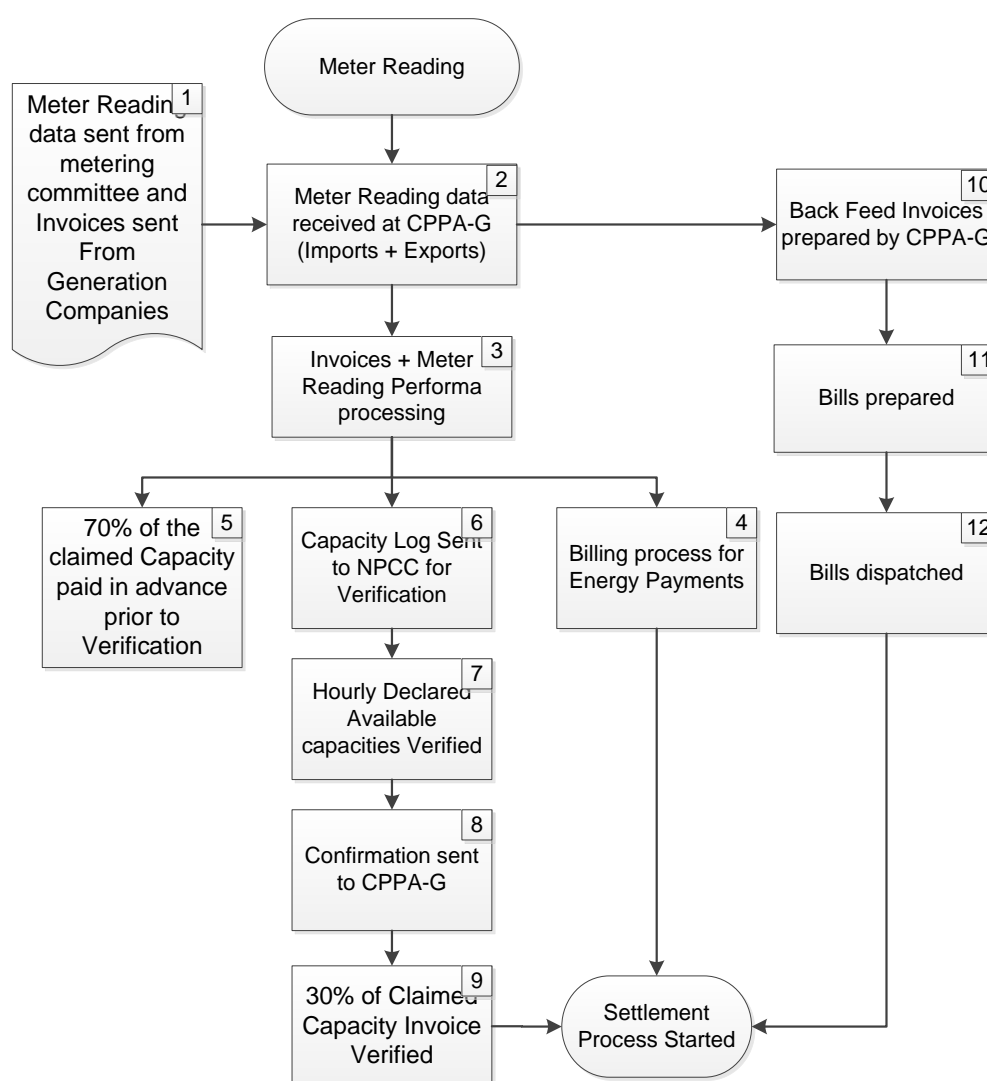 Meter Reading
1
Meter Reading
data sent from
metering
committee and
Invoices sent
From
Generation
Companies
2
Meter Reading data
received at CPPA-G
(Imports + Exports)
10
Back Feed Invoices
prepared by CPPA-G
3
Invoices + Meter
Reading Performa
processing
11
Bills prepared
5
70% of the
claimed Capacity
paid in advance
prior to
Verification
6
Capacity Log Sent
to NPCC for
Verification
4
Billing process for
Energy Payments
12
Bills dispatched
7
Hourly Declared
Available
capacities Verified
8
Confirmation sent
to CPPA-G
9
30% of Claimed
Capacity Invoice
Verified
Settlement
Process Started